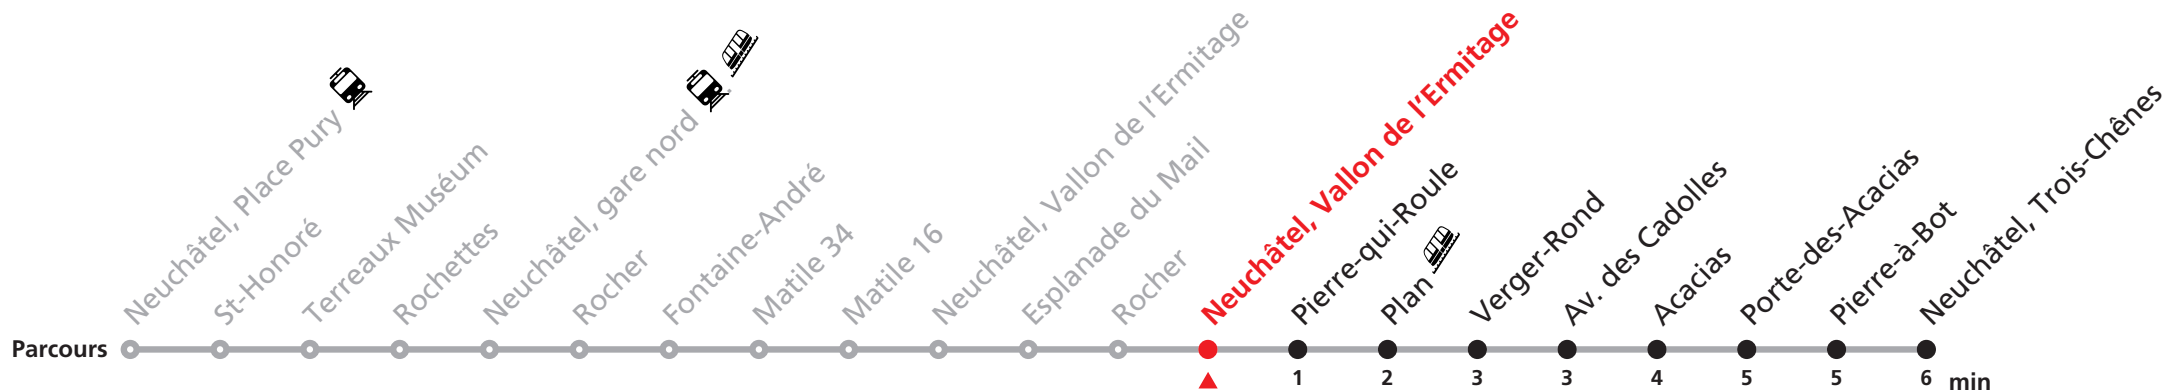 Neuchâtel, Place Pury
St-Honoré
Terreaux Muséum
Rochettes
Neuchâtel, gare nord
Rocher
Fontaine-André
Matile 34
Matile 16
Neuchâtel, Vallon de l'Ermitage
Esplanade du Mail
Rocher
Neuchâtel, Vallon de l'Ermitage
Pierre-qui-Roule
Plan
Verger-Rond
Av. des Cadolles
Acacias
Porte-des-Acacias
Pierre-à-Bot
Neuchâtel, Trois-Chênes
Parcours
1 2 3 3 4 5 5 6 min